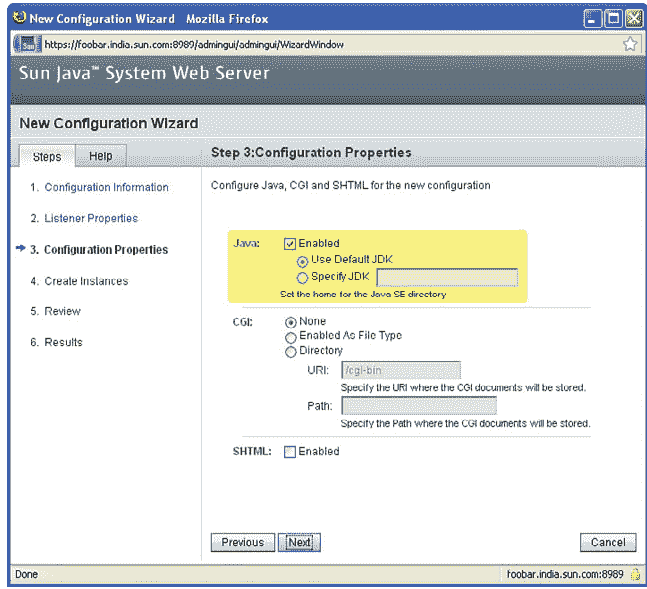 New Configuration Wizard   Mozilla Firefox
Sun https://foobar.india.sun.com:8989/admingui/admingui/WizardWindow
Sun Java™ System Web Server
New Configuration Wizard
Steps Help
Step 3:Configuration Properties
Configure Java, CGI and SHTML for the new configuration
1. Configuration Information
2. Listener Properties
3. Configuration Properties
4. Create Instances
5. Review
6. Results
Java: Enabled
Use Default JDK
Specify JDK
Set the home for the Java SE directory
CGI: None
Enabled As File Type
Directory
URI: /cgi-bin
Specify the URI where the CGI documents will be stored.
Path:
Specify the Path where the CGI documents will be stored.
SHTML: Enabled
Previous Next Cancel
Done foobar.india.sun.com:8989